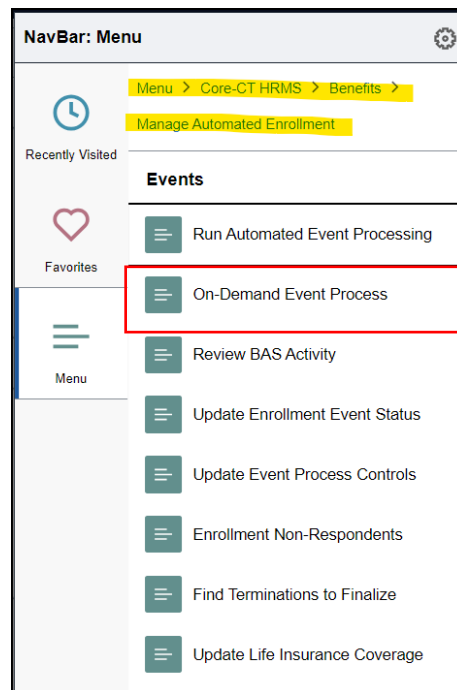 NavBar: Menu
Menu > Core-CT HRMS > Benefits >
Manage Automated Enrollment
Recently Visited
Favorites
Menu
Events
Run Automated Event Processing
On-Demand Event Process
Review BAS Activity
Update Enrollment Event Status
Update Event Process Controls
Enrollment Non-Respondents
Find Terminations to Finalize
Update Life Insurance Coverage